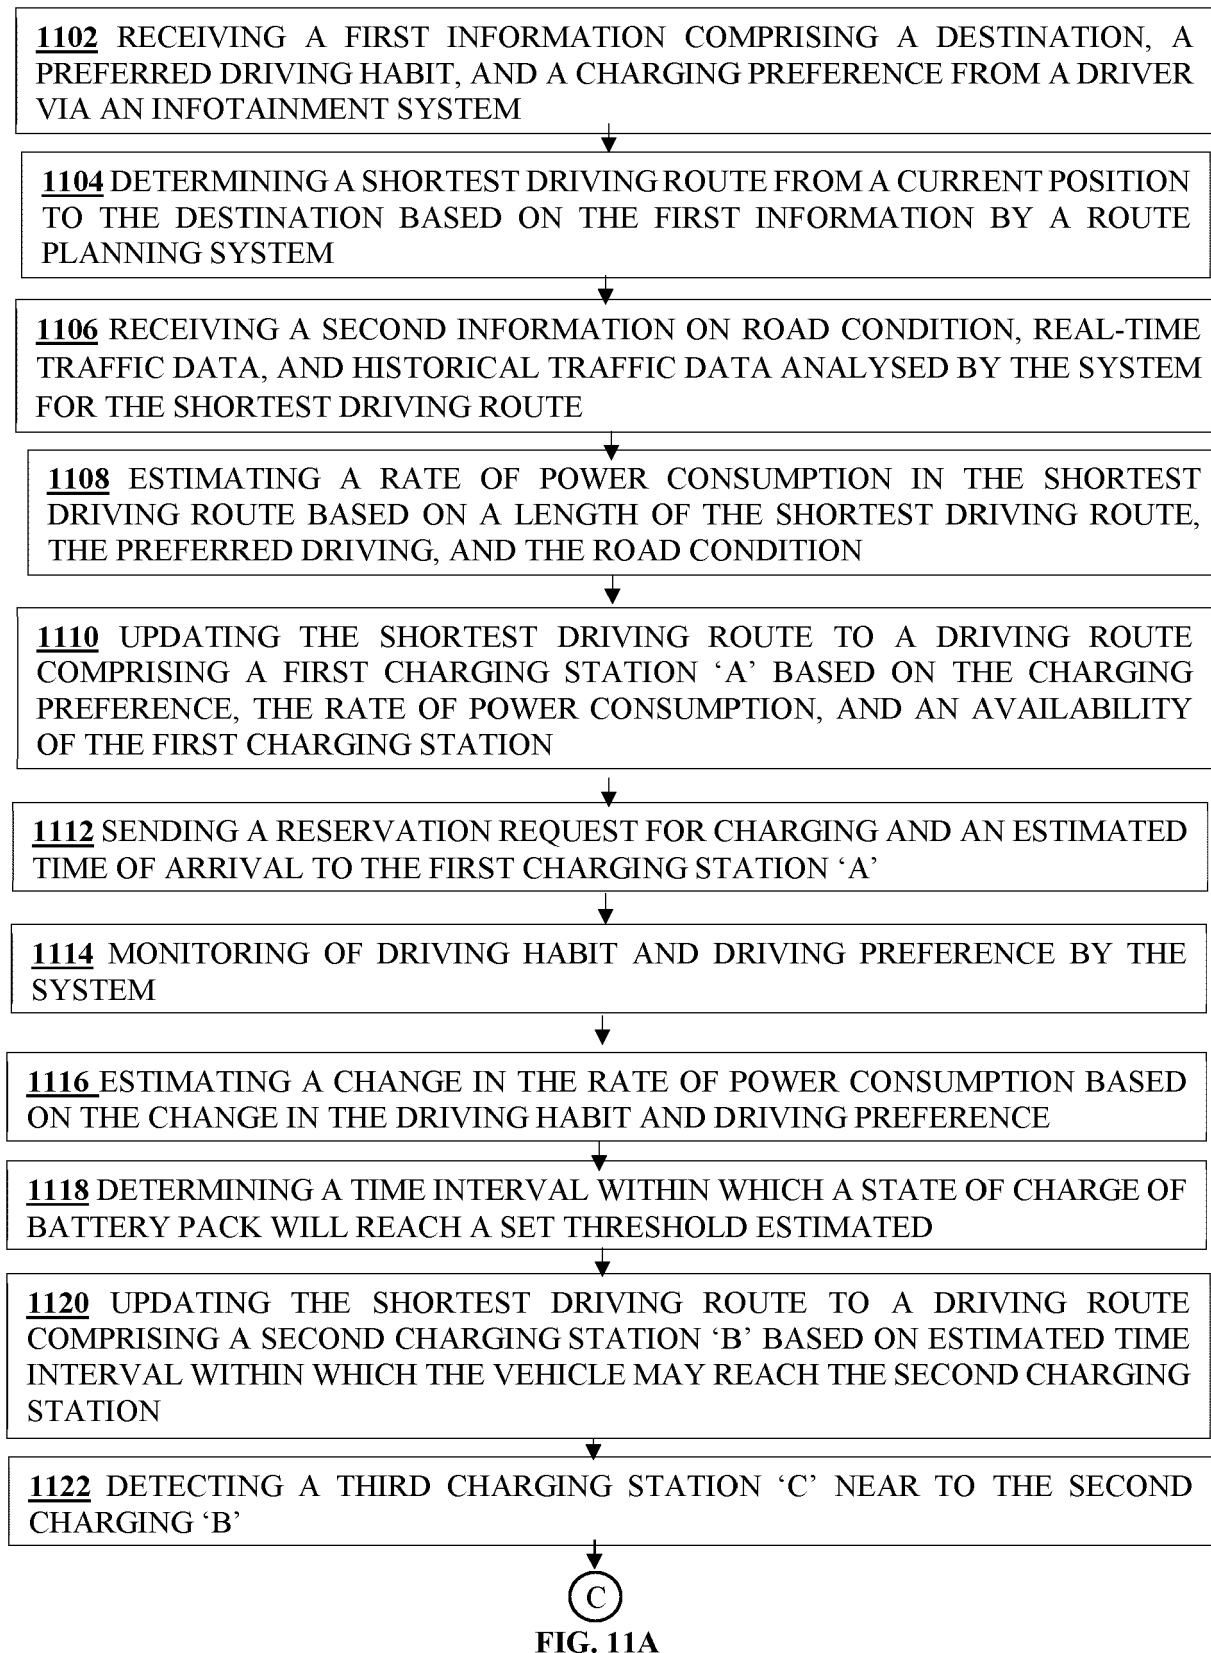 1102 RECEIVING A FIRST INFORMATION COMPRISING A DESTINATION, A
PREFERRED DRIVING HABIT, AND A CHARGING PREFERENCE FROM A DRIVER
VIA AN INFOTAINMENT SYSTEM
1104 DETERMINING A SHORTEST DRIVING ROUTE FROM A CURRENT POSITION
TO THE DESTINATION BASED ON THE FIRST INFORMATION BY A ROUTE
PLANNING SYSTEM
1106 RECEIVING A SECOND INFORMATION ON ROAD CONDITION, REAL-TIME
TRAFFIC DATA, AND HISTORICAL TRAFFIC DATA ANALYSED BY THE SYSTEM
FOR THE SHORTEST DRIVING ROUTE
1108 ESTIMATING A RATE OF POWER CONSUMPTION IN THE SHORTEST
DRIVING ROUTE BASED ON A LENGTH OF THE SHORTEST DRIVING ROUTE,
THE PREFERRED DRIVING, AND THE ROAD CONDITION
1110 UPDATING THE SHORTEST DRIVING ROUTE TO A DRIVING ROUTE
COMPRISING A FIRST CHARGING STATION ‘A’ BASED ON THE CHARGING
PREFERENCE, THE RATE OF POWER CONSUMPTION, AND AN AVAILABILITY
OF THE FIRST CHARGING STATION
1112 SENDING A RESERVATION REQUEST FOR CHARGING AND AN ESTIMATED
TIME OF ARRIVAL TO THE FIRST CHARGING STATION ‘A’
1114 MONITORING OF DRIVING HABIT AND DRIVING PREFERENCE BY THE
SYSTEM
1116 ESTIMATING A CHANGE IN THE RATE OF POWER CONSUMPTION BASED
ON THE CHANGE IN THE DRIVING HABIT AND DRIVING PREFERENCE
1118 DETERMINING A TIME INTERVAL WITHIN WHICH A STATE OF CHARGE OF
BATTERY PACK WILL REACH A SET THRESHOLD ESTIMATED
1120 UPDATING THE SHORTEST DRIVING ROUTE TO A DRIVING ROUTE
COMPRISING A SECOND CHARGING STATION ‘B’ BASED ON ESTIMATED TIME
INTERVAL WITHIN WHICH THE VEHICLE MAY REACH THE SECOND CHARGING
STATION
1122 DETECTING A THIRD CHARGING STATION ‘C’ NEAR TO THE SECOND
CHARGING ‘B’
C
FIG. 11A